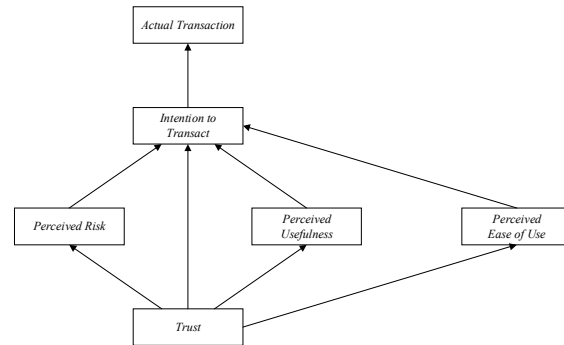 Actual Transaction
Intention to
Transact
Perceived Risk
Perceived
Usefulness
Perceived
Ease of Use
Trust